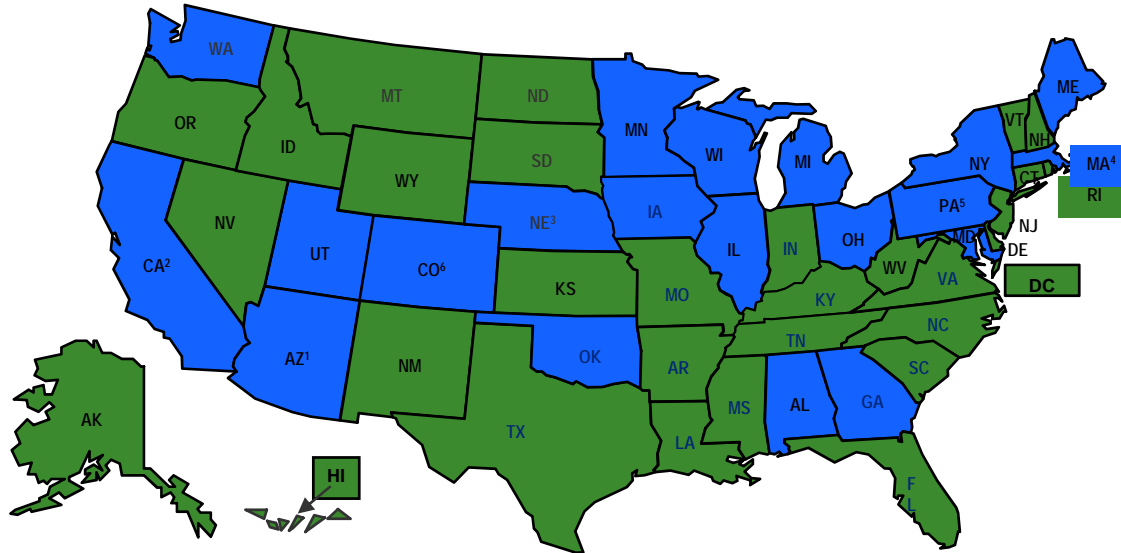 WA
ME
MT
ND
VT
OR
MN
NH
ID
SD
WI
MI
NY
MA⁴
WY
CT
RI
NE³
IA
PA⁵
NV
NJ
UT
IL
IN
OH
MD
DE
CA²
CO⁶
WV
VA
DC
KS
MO
KY
NC
TN
AZ¹
NM
OK
AR
SC
MS
AL
GA
AK
TX
LA
HI
F
L